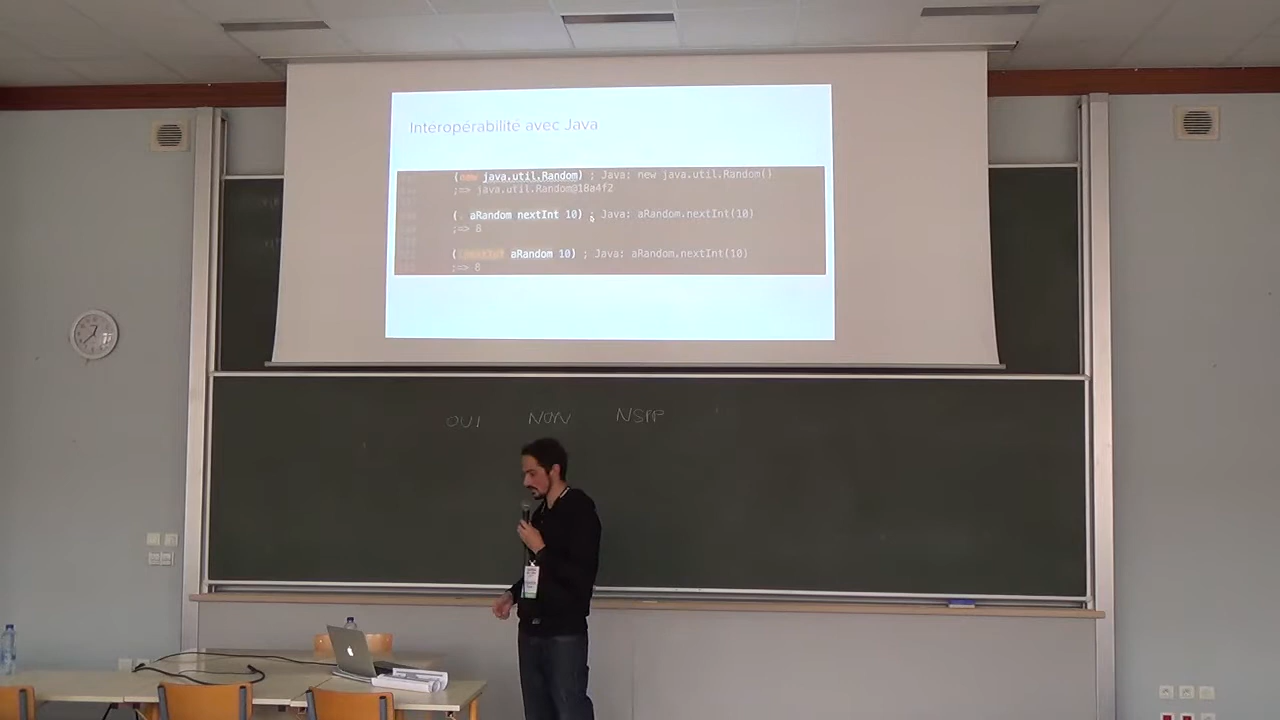 Intéropérabilité avec Java
(new java.util.Random) ; Java: new java.util.Random()
;=> java.util.Random@18a4f2
(. aRandom nextInt 10) ; Java: aRandom.nextInt(10)
;=> 8
(.nextInt aRandom 10) ; Java: aRandom.nextInt(10)
;=> 8
OUI NON NSPP